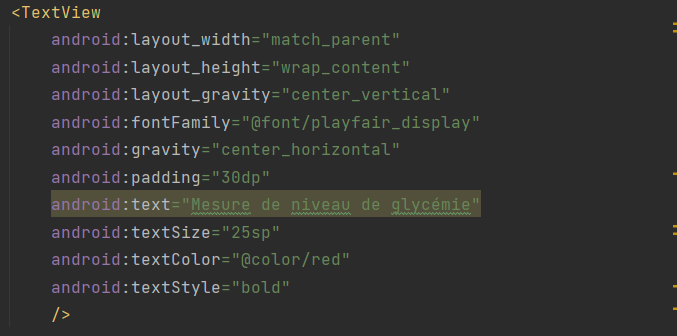 <TextView
android:layout_width="match_parent"
android:layout_height="wrap_content"
android:layout_gravity="center_vertical"
android:fontFamily="@font/playfair_display"
android:gravity="center_horizontal"
android:padding="30dp"
android:text="Mesure de niveau de glycémie"
android:textSize="25sp"
android:textColor="@color/red"
android:textStyle="bold"
/>